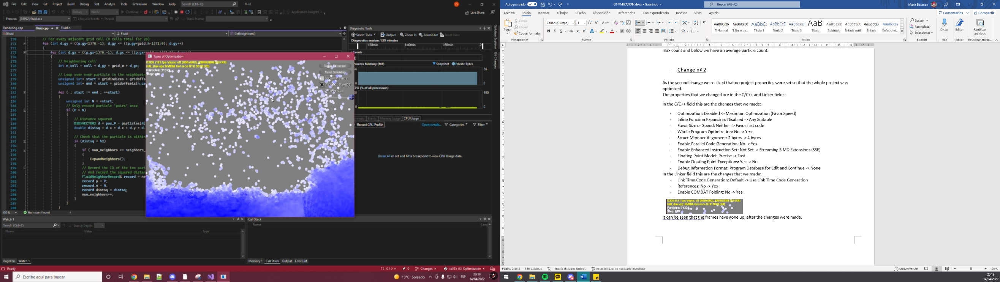 File Edit View Git Project Build Debug Test Analyze Tools Extensions Window Help Search (Ctrl+Q) fluid JS
Debug Win32 Continue Application Insights Live Share
Process: [18992] fluid.exe Lifecycle Events Thread: Stack Frame:
Rendering.cpp Fluid.cpp Fluid.h
fluid Fluid GetNeighbors()
170 // For every adjacent grid cell (9 cells total for 2D)
171 for (int d_gy = ((p_gy<1)?0:-1); d_gy <= ((p_gy<grid_h-1)?1:0); d_gy++)
172 {
173 for (int d_gx = ((p_gx<1)?0:-1); d_gx <= ((p_gx<grid_w-1)?1:0); d_gx++)
174 {
175 // Neighboring cell
176 int n_cell = cell + d_gy * grid_w + d_gx;
177
178 // Loop over ever particle in the neighborin
179 unsigned int* start = gridindices + gridoffs
180 unsigned int* end = start + gridoffsets[n_ce
181
182 for ( ; start != end ; ++start)
183 {
184 unsigned int N = *start;
185 // Only record particle "pairs" once
186 if (P > N)
187 {
188 // Distance squared
189 D3DXVECTOR2 d = pos_P - particles[N]
190 double distsq = d.x * d.x + d.y * d.
191
192 // Check that the particle is within
193 if (distsq < h2)
194 {
195 if ( num_neighbors >= neighbors_
196 {
197 ExpandNeighbors();
198 }
199 // Record the ID of the two part
200 // And record the squared distan
201 FluidNeighborRecord& record = ne
202 record.p = P;
203 record.n = N;
204 record.distsq = distsq;
205 num_neighbors++;
206 }
207 }
208 }
100 % No issues found
Types of Optimization
D3D9 7.81 fps Vsync off (800x600), X8R8G8B8 (D24X8)
HAL (hw vp): NVIDIA GeForce RTX 3070 (#0)
Particles: 31329
Step: 600
Toggle full screen
Reset Simulation
Pause Simulation
Pause On Step 600
Diagnostic Tools
Select Tools Output Zoom In Zoom Out Reset View
Diagnostics session: 1:59 minutes
1:30min 1:40min 1:50min
Events
Process Memory (MB) Snapshot Private Bytes
56 56
0 0
CPU (% of all processors)
100 100
0 0
Summary Events Memory Usage CPU Usage
Record CPU Profile Open details... Categories Filter
Break All or set and hit a breakpoint to view CPU Usage data.
Solution Explorer
Git Changes
Watch 1
Search (Ctrl+E) Search Depth:
Name Value Type
Registers Watch 1
Call Stack
Name Lang
Memory 1 Call Stack Output Error List
Ready 0/0 0 Changes cs315_A3_Optimization
Escribe aquí para buscar 13°C Soleado ESP 20:19
14/04/2022
Autoguardado OPTIMIZATION.docx • Guardado Buscar (Alt+Q) Maria Bolanos
Archivo Inicio Insertar Dibujar Diseño Disposición Referencias Correspondencia Revisar Vista Ayuda Comentarios Compartir
Pegar Cortar Copiar Copiar formato
Calibri (Cuerpo) 11
N K S
¶ Normal ¶ Sin espa... Título 1 Título 2 Título 3 Título Subtítulo Énfasis sutil Énfasis Énfasis int...
Buscar Reemplazar Seleccionar Dictar Editor Reutilizar archivos
Portapapeles Fuente Párrafo Estilos Edición Voz Editor Reutilizar archiv...
max count and below we have an average particle count.
- Change nº 2
As the second change we realized that no project properties were set so that the whole project was
optimized.
The properties that we changed are in the C/C++ and Linker fields:
In the C/C++ field this are the changes that we made:
- Optimization: Disabled -> Maximum Optimization (Favor Speed)
- Inline Function Expansion: Disabled -> Any Suitable
- Favor Size or Speed: Neither -> Favor fast code
- Whole Program Optimization: No -> Yes
- Struct Member Alignment: 2 bytes -> 4 bytes
- Enable Parallel Code Generation: No -> Yes
- Enable Enhanced Instruction Set: Not Set -> Streaming SIMD Extensions (SSE)
- Floating Point Model: Precise -> Fast
- Enable Floating Point Exceptions: Yes -> No
- Debug Information Format: Program Database for Edit and Continue -> None
In the Linker field this are the changes that we made:
- Link Time Code Generation: Default -> Use Link Time Code Generation
- References: No -> Yes
- Enable COMDAT Folding: No -> Yes
D3D9 6.41 fps Vsync off (800x600), X8R8G8B8 (D24X8)
HAL (hw vp): NVIDIA GeForce RTX 3070 (#0)
Particles: 31329
Step: 600
It can be seen that the frames have gone up, after the changes were made.
Página 2 de 2 566 palabras Inglés (Estados Unidos) Accesibilidad: es necesario investigar Concentración 120 %
20:19
14/04/2022